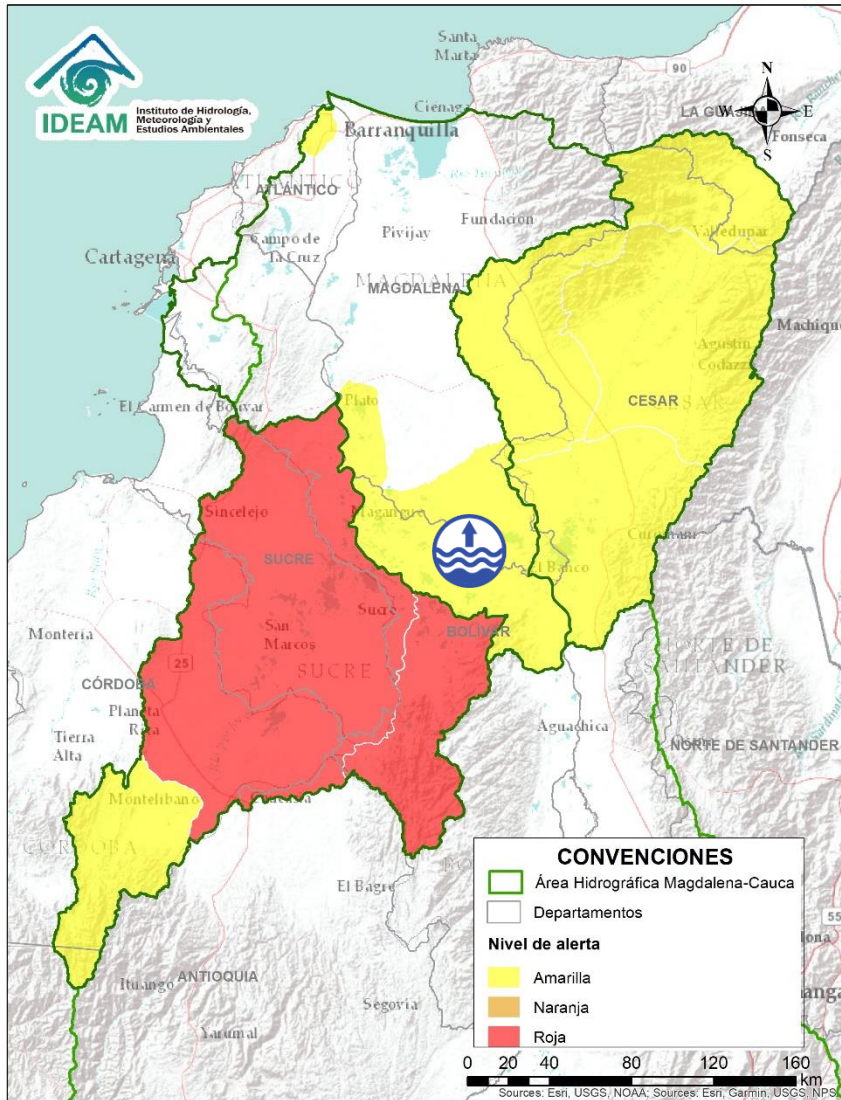 IDEAM
Instituto de Hidrología,
Meteorología y
Estudios Ambientales
Santa
Marta
90
N
W
E
S
LA GUAJIRA
Fonseca
Ciénaga
Barranquilla
ATLÁNTICO
Fundación
Pivijay
Valledupar
Campo de
la Cruz
Cartagena
MAGDALENA
MAGDALENA
Machiques
Agustín
Codazzi
CESAR
CESAR
El Carmen de Bolívar
Plato
Sincelejo
Magangué
SUCRE
El Banco
Sucre
BOLÍVAR
San
Marcos
SUCRE
Montería
25
CÓRDOBA
Planeta
Rica
Tierra
Alta
NORTE DE
SANTANDER
Aguachica
NORTE DE SANTANDER
Montelíbano
CÓRDOBA
El Bagre
Ituango
ANTIOQUIA
Segovia
Yarumal
55
CONVENCIONES
Área Hidrográfica Magdalena-Cauca
Departamentos
Nivel de alerta
Amarilla
Naranja
Roja
0 20 40 80 120 160
km
Sources: Esri, USGS, NOAA; Sources: Esri, Garmin, USGS, NPS